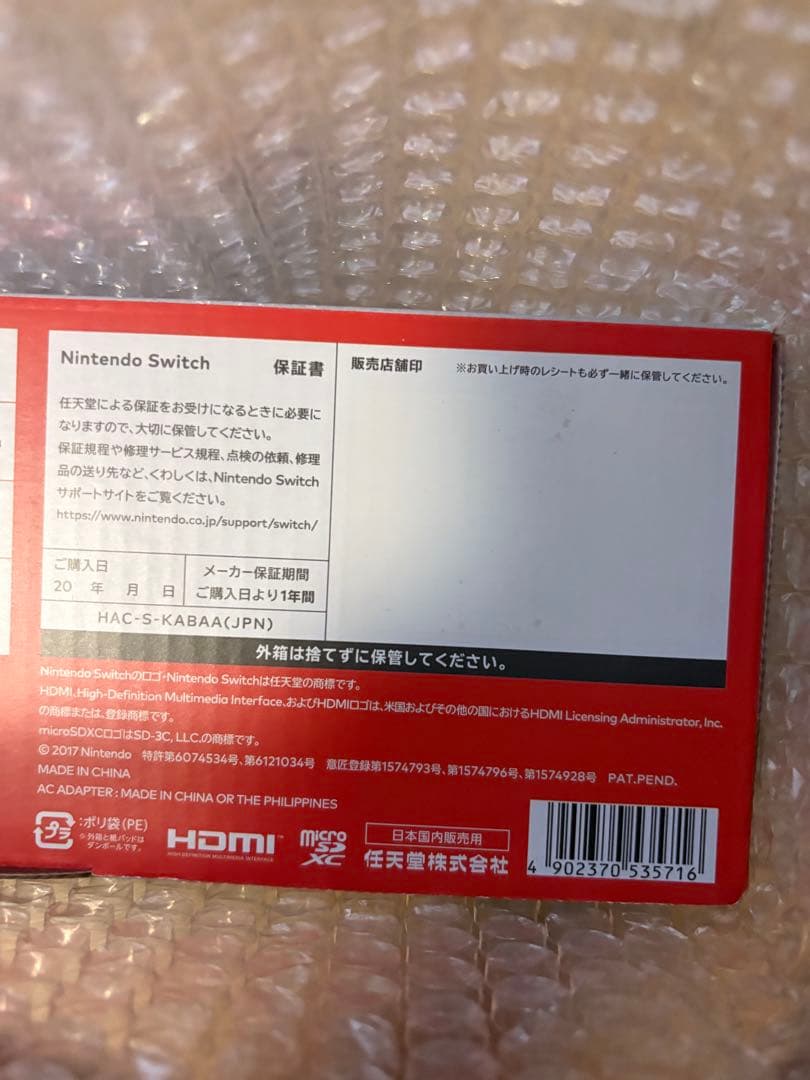 Nintendo Switch 保証書
任天堂による保証をお受けになるときに必要に
なりますので、大切に保管してください。
保証規程や修理サービス規程、点検の依頼、修理
品の送り先など、くわしくは、Nintendo Switch
サポートサイトをご覧ください。
https://www.nintendo.co.jp/support/switch/
ご購入日
20 年 月 日
メーカー保証期間
ご購入日より1年間
HAC-S-KABAA(JPN)
販売店舗印 ※お買い上げ時のレシートも必ず一緒に保管してください。
外箱は捨てずに保管してください。
Nintendo Switchのロゴ・Nintendo Switchは任天堂の商標です。
HDMI、High-Definition Multimedia Interface、およびHDMIロゴは、米国およびその他の国におけるHDMI Licensing Administrator, Inc.
の商標または、登録商標です。
microSDXCロゴはSD-3C, LLC.の商標です。
© 2017 Nintendo 特許第6074534号、第6121034号 意匠登録第1574793号、第1574796号、第1574928号 PAT.PEND.
MADE IN CHINA
AC ADAPTER : MADE IN CHINA OR THE PHILIPPINES
プラ
:ポリ袋(PE)
※外箱と紙パッドは
ダンボールです。
HDMI™
HIGH-DEFINITION MULTIMEDIA INTERFACE
micro
SD
XC
日本国内販売用
任天堂株式会社
4 902370 535716